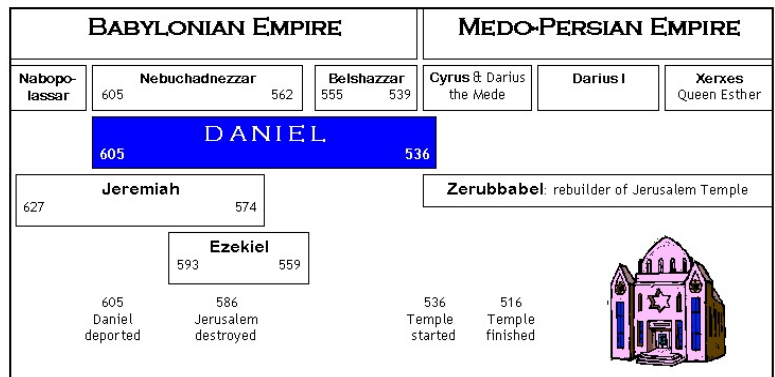 BABYLONIAN EMPIRE
MEDO-PERSIAN EMPIRE
Nabopo-
lassar
Nebuchadnezzar
605 562
Belshazzar
555 539
Cyrus & Darius
the Mede
Darius I
Xerxes
Queen Esther
DANIEL
605 536
Jeremiah
627 574
Zerubbabel: rebuilder of Jerusalem Temple
Ezekiel
593 559
605
Daniel
deported
586
Jerusalem
destroyed
536
Temple
started
516
Temple
finished